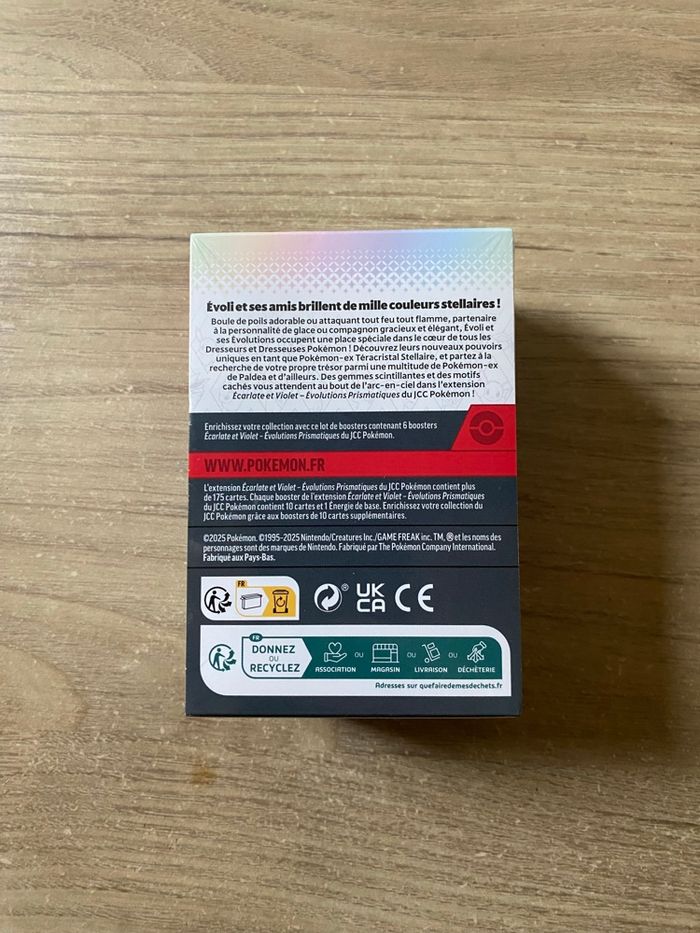 Évoli et ses amis brillent de mille couleurs stellaires !
Boule de poils adorable ou attaquant tout feu tout flamme, partenaire
à la personnalité de glace ou compagnon gracieux et élégant, Évoli et
ses Évolutions occupent une place spéciale dans le cœur de tous les
Dresseurs et Dresseuses Pokémon ! Découvrez leurs nouveaux pouvoirs
uniques en tant que Pokémon-ex Téracristal Stellaire, et partez à la
recherche de votre propre trésor parmi une multitude de Pokémon-ex
de Paldea et d'ailleurs. Des gemmes scintillantes et des motifs
cachés vous attendent au bout de l'arc-en-ciel dans l'extension
Écarlate et Violet – Évolutions Prismatiques du JCC Pokémon !
Enrichissez votre collection avec ce lot de boosters contenant 6 boosters
Écarlate et Violet – Évolutions Prismatiques du JCC Pokémon.
WWW.POKEMON.FR
L'extension Écarlate et Violet – Évolutions Prismatiques du JCC Pokémon contient plus
de 175 cartes. Chaque booster de l'extension Écarlate et Violet – Évolutions Prismatiques
du JCC Pokémon contient 10 cartes et 1 Énergie de base. Enrichissez votre collection du
JCC Pokémon grâce aux boosters de 10 cartes supplémentaires.
©2025 Pokémon. ©1995-2025 Nintendo/Creatures Inc./GAME FREAK inc. TM, ® et les noms des
personnages sont des marques de Nintendo. Fabriqué par The Pokémon Company International.
Fabriqué aux Pays-Bas.
FR
® UK CA CE
FR
DONNEZ
OU
RECYCLEZ
ASSOCIATION OU MAGASIN OU LIVRAISON OU DÉCHÈTERIE
Adresses sur quefairedemesdechets.fr